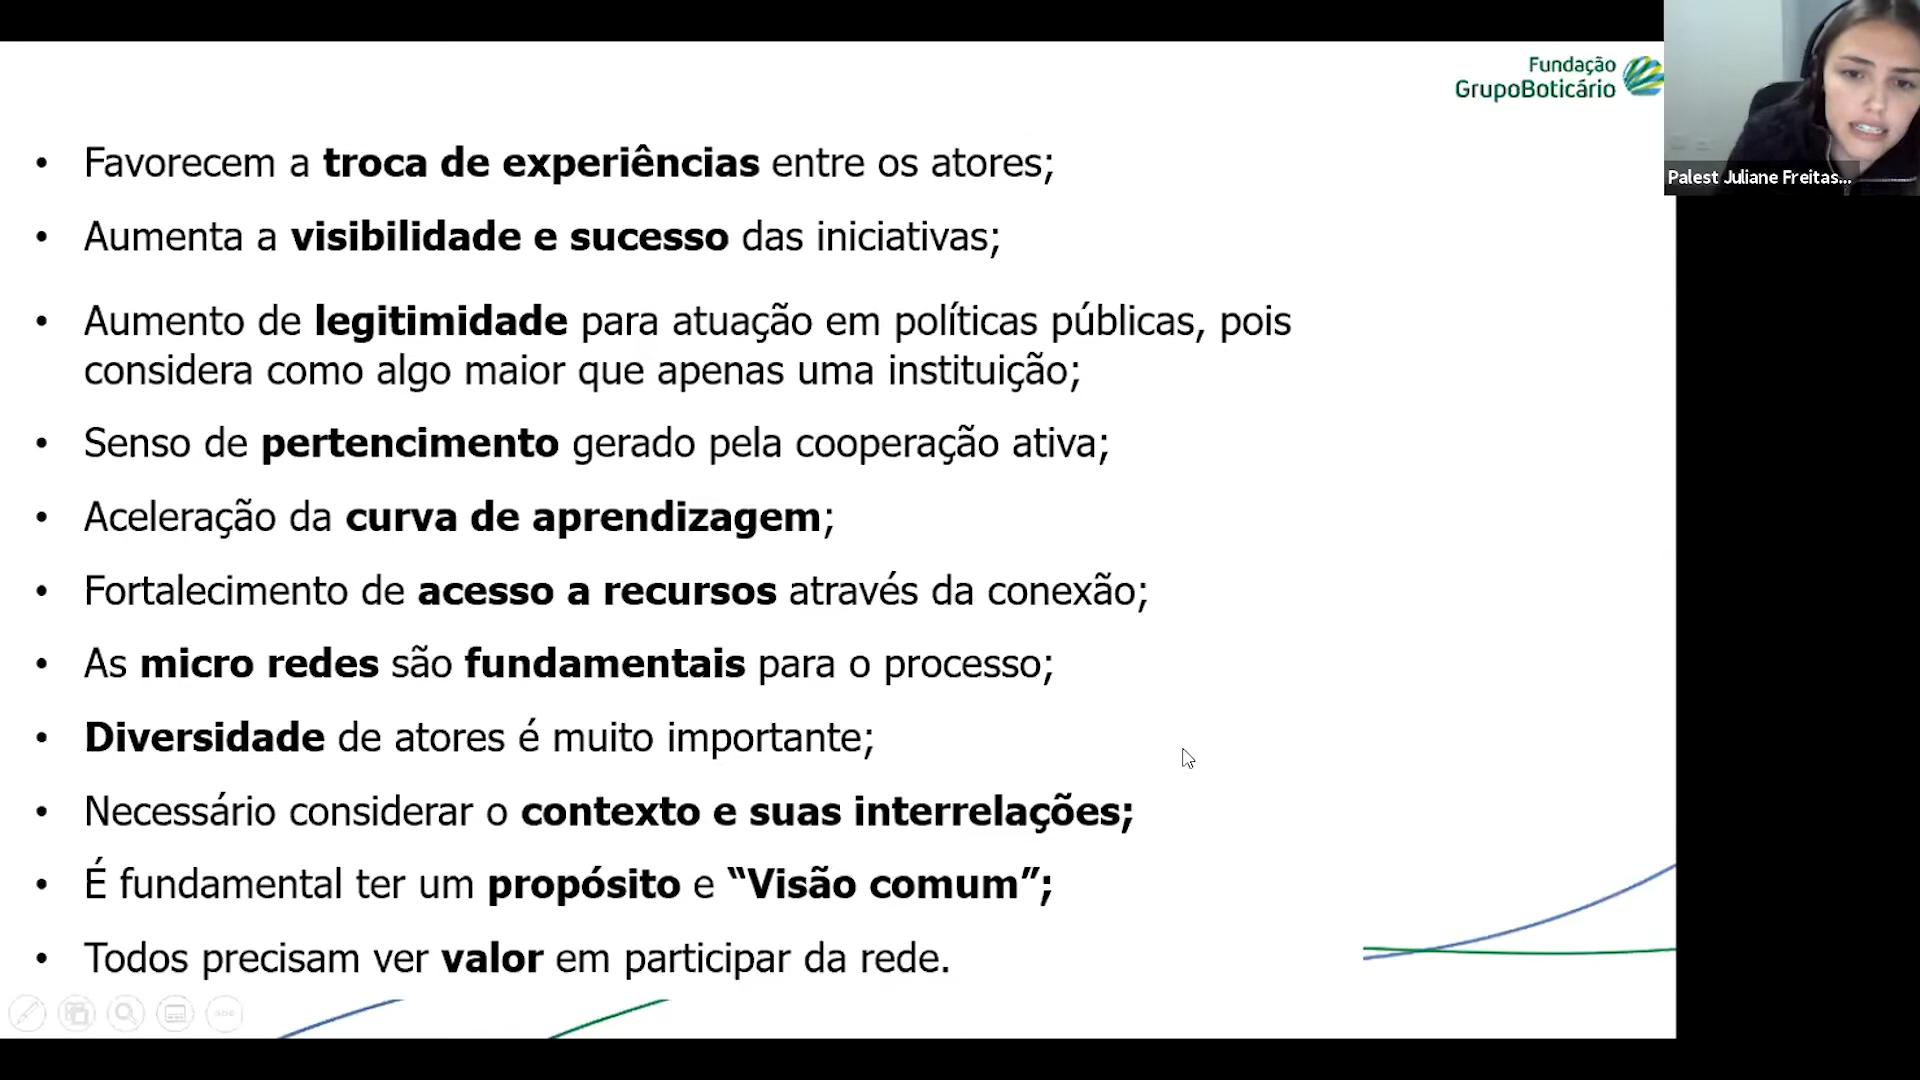 Fundação
GrupoBoticário
Palest Juliane Freitas...
• Favorecem a troca de experiências entre os atores;
• Aumenta a visibilidade e sucesso das iniciativas;
• Aumento de legitimidade para atuação em políticas públicas, pois
considera como algo maior que apenas uma instituição;
• Senso de pertencimento gerado pela cooperação ativa;
• Aceleração da curva de aprendizagem;
• Fortalecimento de acesso a recursos através da conexão;
• As micro redes são fundamentais para o processo;
• Diversidade de atores é muito importante;
• Necessário considerar o contexto e suas interrelações;
• É fundamental ter um propósito e “Visão comum”;
• Todos precisam ver valor em participar da rede.